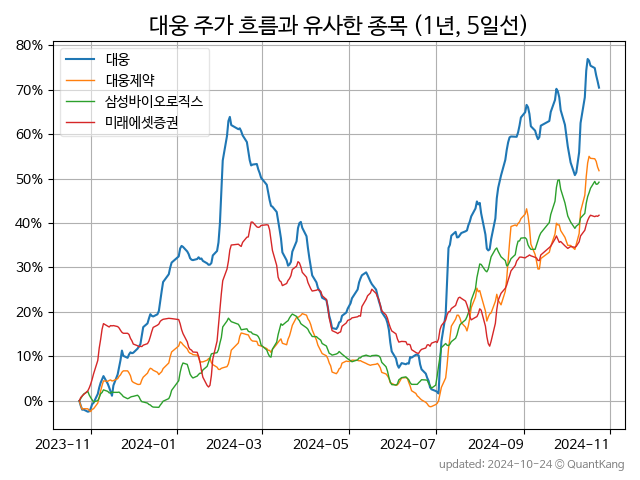 대웅 주가 흐름과 유사한 종목 (1년, 5일선)
80%
70%
60%
50%
40%
30%
20%
10%
0%
대웅
대웅제약
삼성바이오로직스
미래에셋증권
2023-11 2024-01 2024-03 2024-05 2024-07 2024-09 2024-11
updated: 2024-10-24 © QuantKang